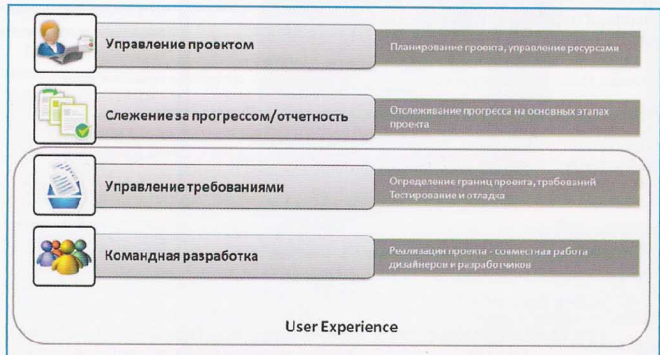 Управление проектом
Планирование проекта, управление ресурсами
Слежение за прогрессом/отчетность
Отслеживание прогресса на основных этапах
проекта
Управление требованиями
Определение границ проекта, требований
Тестирование и отладка
Командная разработка
Реализация проекта - совместная работа
дизайнеров и разработчиков
User Experience